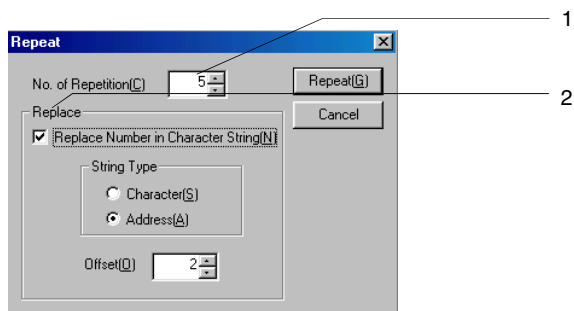 1
Repeat
No. of Repetition(C) 5 Repeat(G)
2
Replace Cancel
Replace Number in Character String(N)
String Type
Character(S)
Address(A)
Offset(O) 2